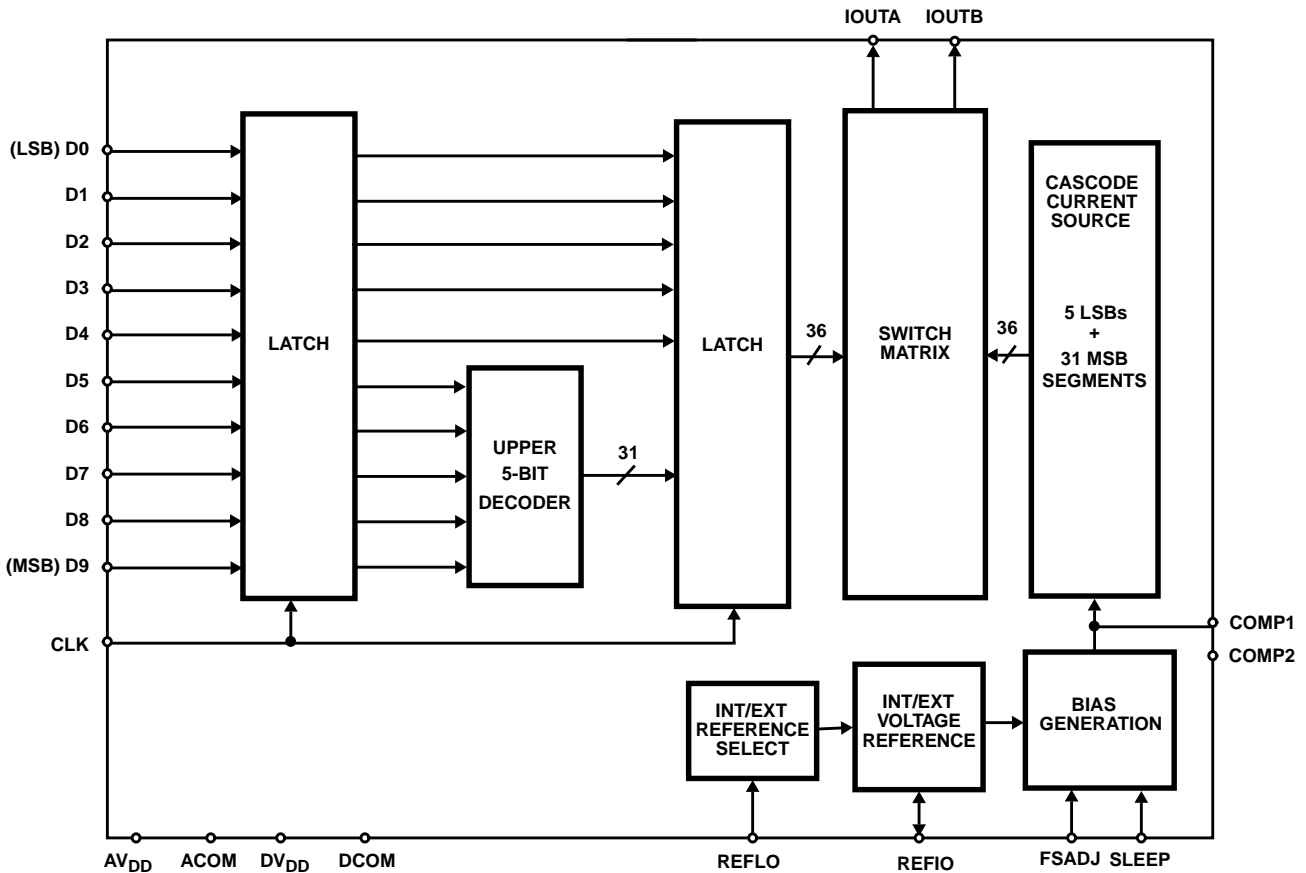 IOUTA IOUTB
(LSB) D0
D1
D2
D3
D4
D5
D6
D7
D8
(MSB) D9
CLK
LATCH
UPPER
5-BIT
DECODER
31
LATCH
36
SWITCH
MATRIX
36
CASCODE
CURRENT
SOURCE
5 LSBs
+
31 MSB
SEGMENTS
COMP1
COMP2
INT/EXT
REFERENCE
SELECT
INT/EXT
VOLTAGE
REFERENCE
BIAS
GENERATION
AVDD ACOM DVDD DCOM REFLO REFIO FSADJ SLEEP